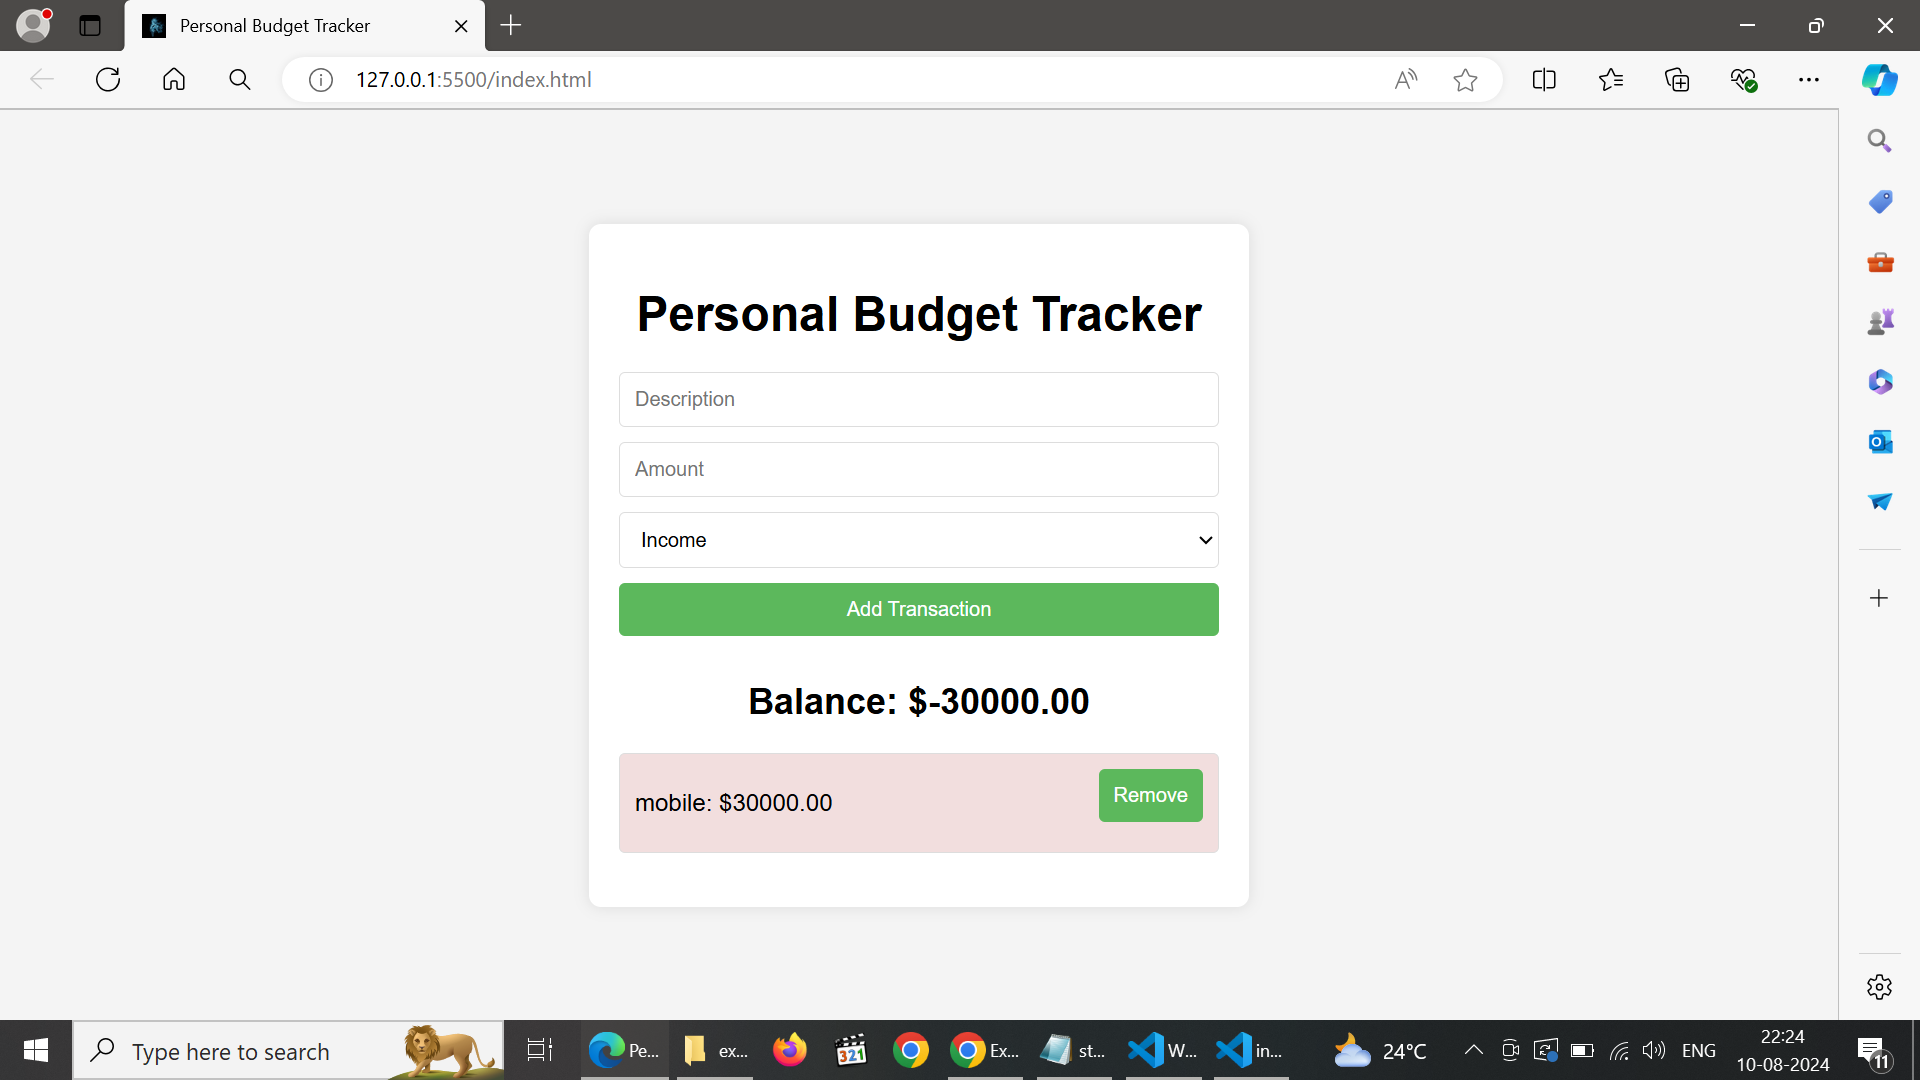 Personal Budget Tracker
127.0.0.1:5500/index.html
Personal Budget Tracker
Description
Amount
Income
Add Transaction
Balance: $-30000.00
mobile: $30000.00
Remove
Type here to search
Pe...
ex...
321
Ex...
st...
W...
in...
24°C
ENG
22:24
10-08-2024
11